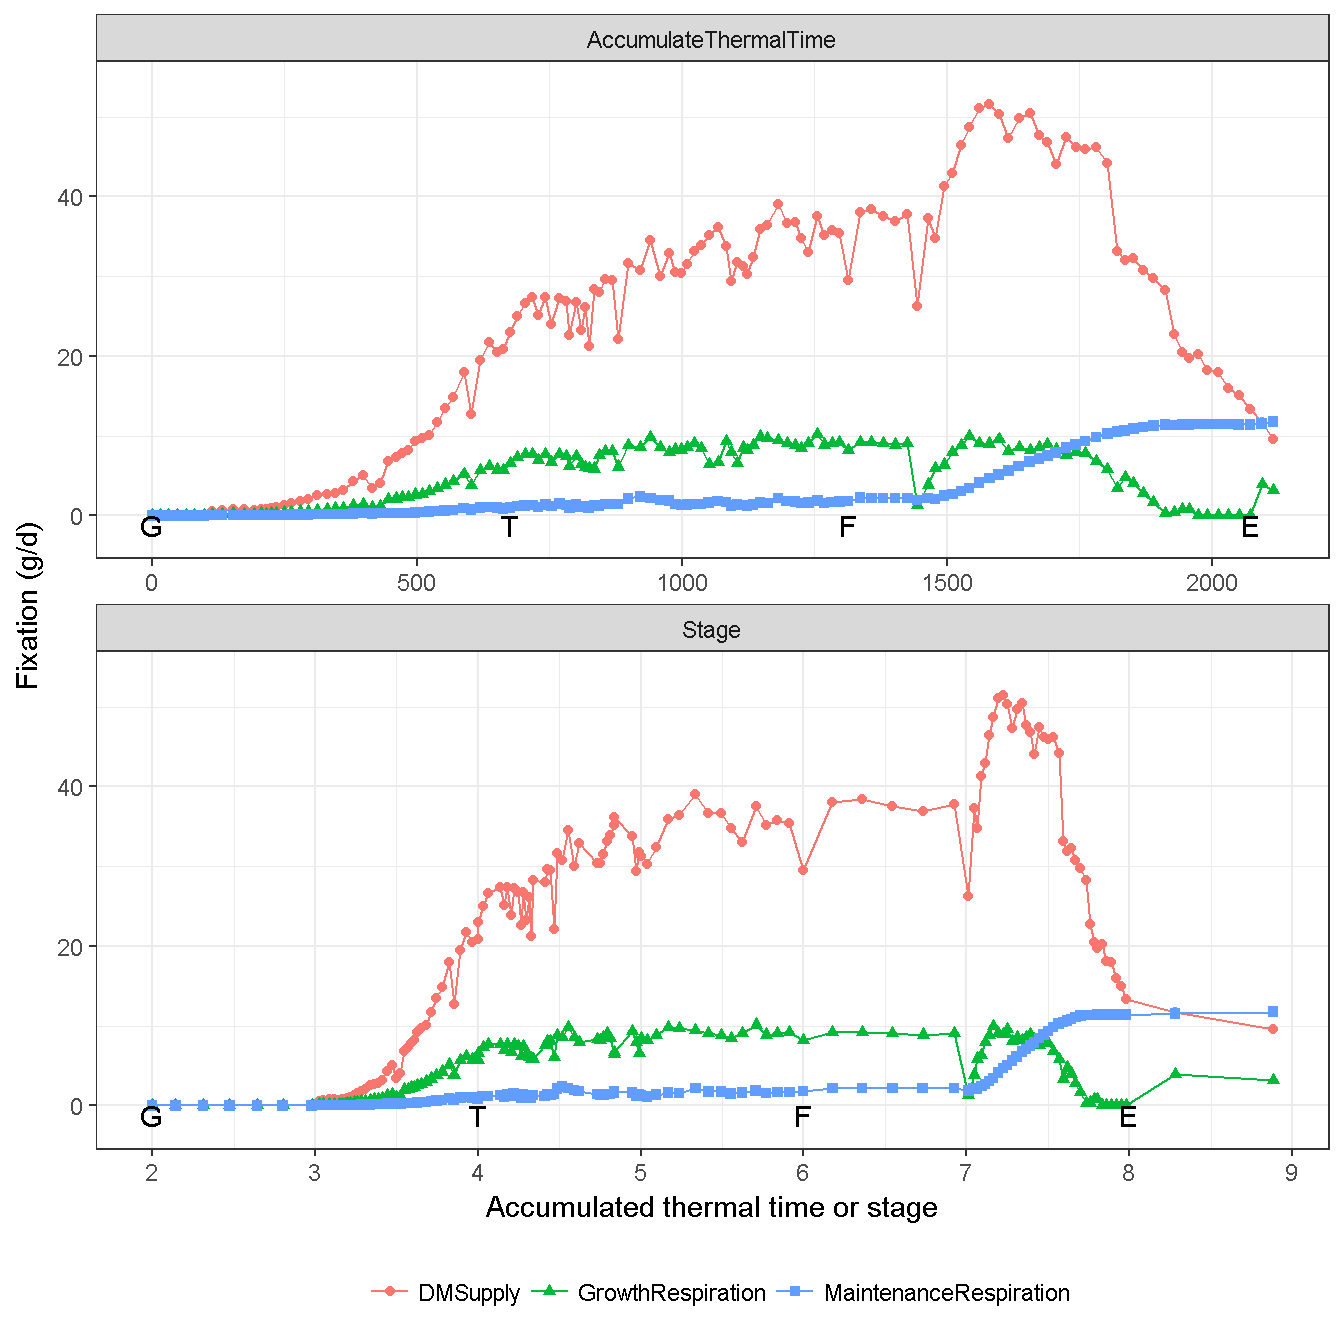 AccumulateThermalTime
40
20
0
G T F E
0 500 1000 1500 2000
Fixation (g/d)
Stage
40
20
0
G T F E
2 3 4 5 6 7 8 9
Accumulated thermal time or stage
DMSupply GrowthRespiration MaintenanceRespiration